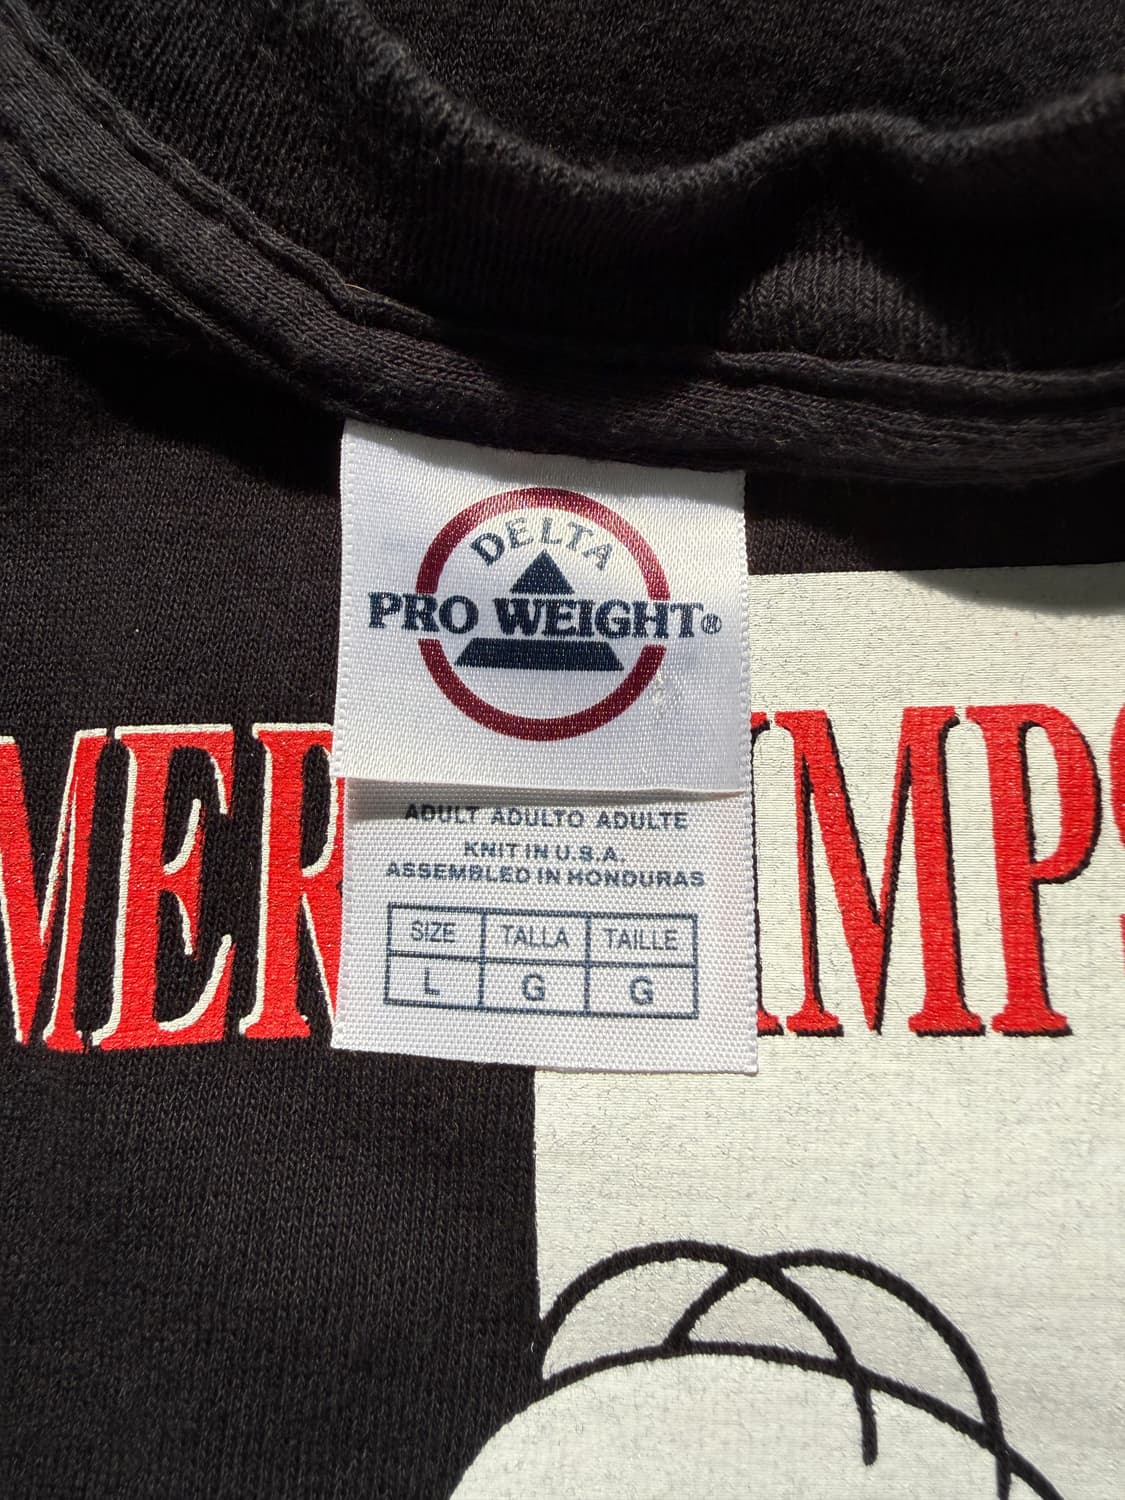 DELTA
PRO WEIGHT®
MER IMPS
ADULT ADULTO ADULTE
KNIT IN U.S.A.
ASSEMBLED IN HONDURAS
SIZE TALLA TAILLE
L G G